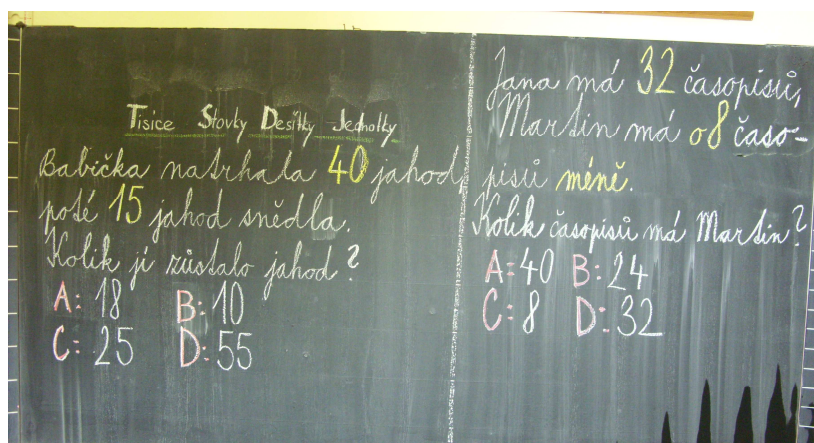 Tisíce Stovky Desítky Jednotky
Babička natrhala 40 jahod,
poté 15 jahod snědla.
Kolik jí zůstalo jahod?
A: 18 B: 10
C: 25 D: 55
Jana má 32 časopisů,
Martin má o 8 časo-
pisů méně.
Kolik časopisů má Martin?
A: 40 B: 24
C: 8 D: 32